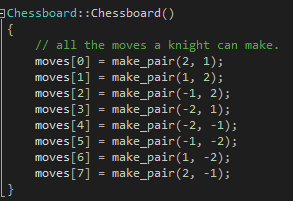 Chessboard::Chessboard()
{
    // all the moves a knight can make.
    moves[0] = make_pair(2, 1);
    moves[1] = make_pair(1, 2);
    moves[2] = make_pair(-1, 2);
    moves[3] = make_pair(-2, 1);
    moves[4] = make_pair(-2, -1);
    moves[5] = make_pair(-1, -2);
    moves[6] = make_pair(1, -2);
    moves[7] = make_pair(2, -1);
}